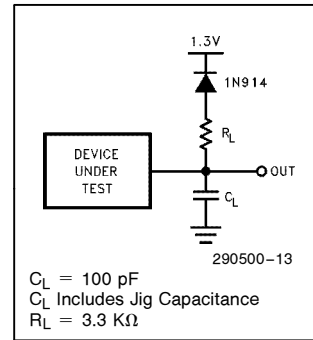 1.3V
1N914
RL
DEVICE
UNDER
TEST
OUT
CL
290500-13
CL = 100 pF
CL Includes Jig Capacitance
RL = 3.3 KΩ